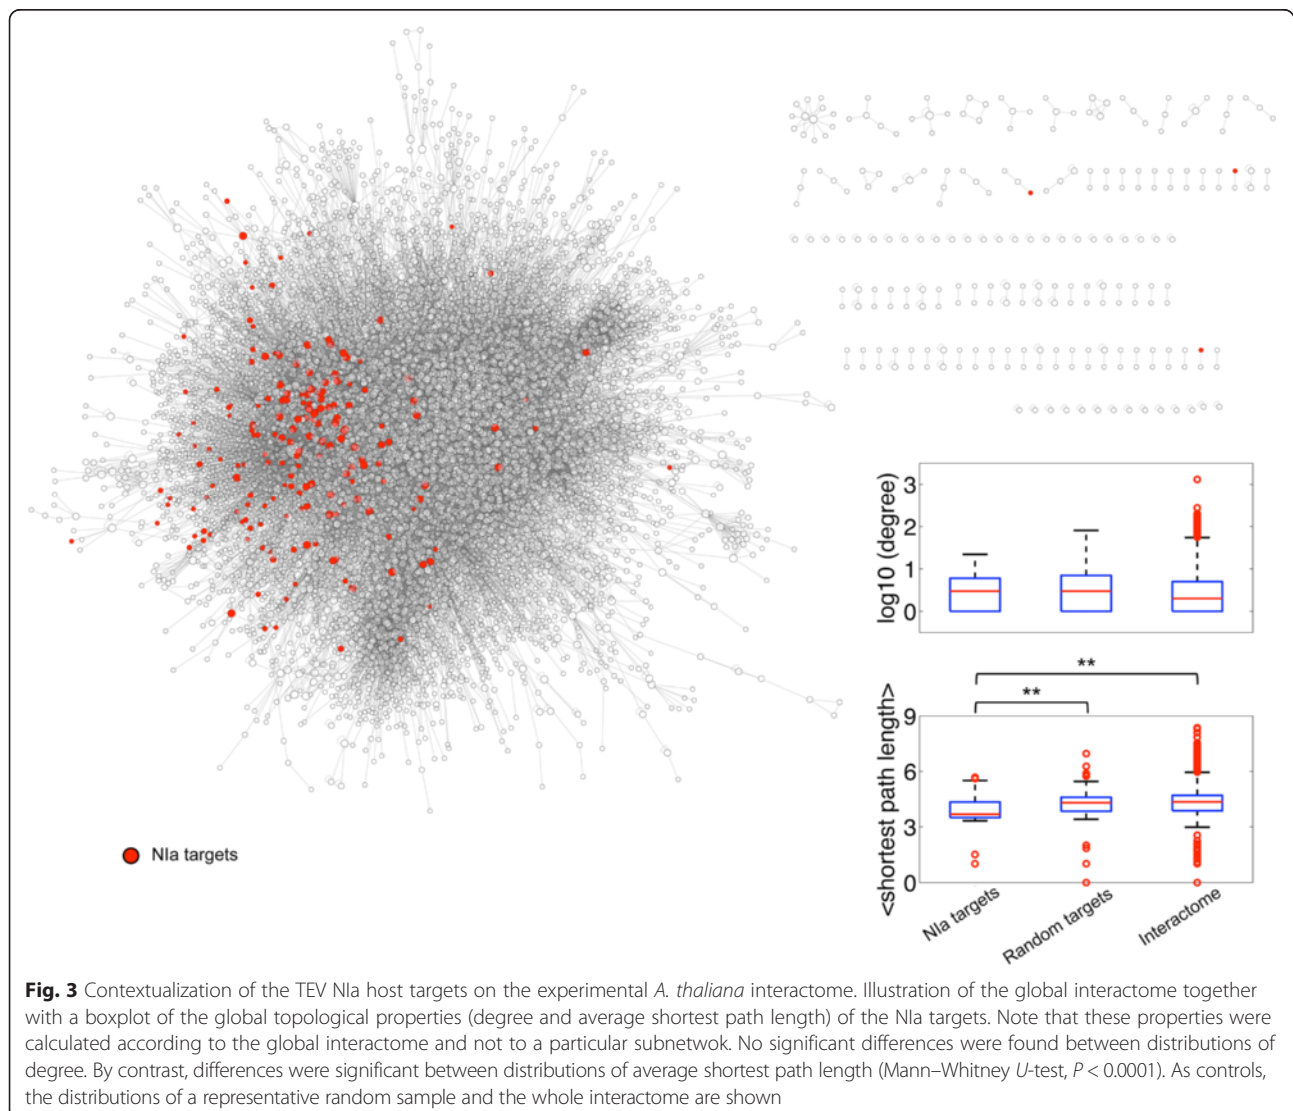 NIa targets
log10 (degree)
3
2
1
0
**
**
<shortest path length>
9
6
3
0
NIa targets
Random targets
Interactome
Fig. 3 Contextualization of the TEV NIa host targets on the experimental A. thaliana interactome. Illustration of the global interactome together
with a boxplot of the global topological properties (degree and average shortest path length) of the NIa targets. Note that these properties were
calculated according to the global interactome and not to a particular subnetwok. No significant differences were found between distributions of
degree. By contrast, differences were significant between distributions of average shortest path length (Mann–Whitney U-test, P < 0.0001). As controls,
the distributions of a representative random sample and the whole interactome are shown